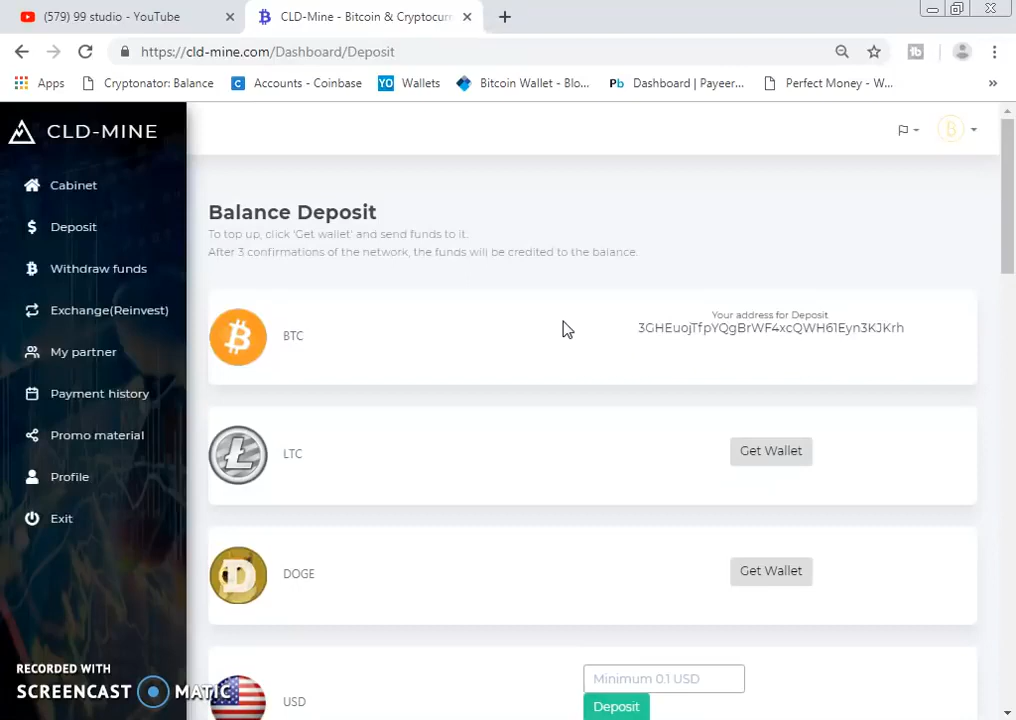 (579) 99 studio - YouTube
CLD-Mine - Bitcoin & Cryptocurr
https://cld-mine.com/Dashboard/Deposit
Apps
Cryptonator: Balance
Accounts - Coinbase
YO Wallets
Bitcoin Wallet - Blo...
Pb Dashboard | Payeer...
Perfect Money - W...
»
CLD-MINE
Cabinet
Deposit
Withdraw funds
Exchange(Reinvest)
My partner
Payment history
Promo material
Profile
Exit
Balance Deposit
To top up, click 'Get wallet' and send funds to it.
After 3 confirmations of the network, the funds will be credited to the balance.
BTC
Your address for Deposit
3GHEuojTfpYQgBrWF4xcQWH61Eyn3KJKrh
LTC
Get Wallet
DOGE
Get Wallet
USD
Minimum 0.1 USD
Deposit
RECORDED WITH
SCREENCAST MATIC